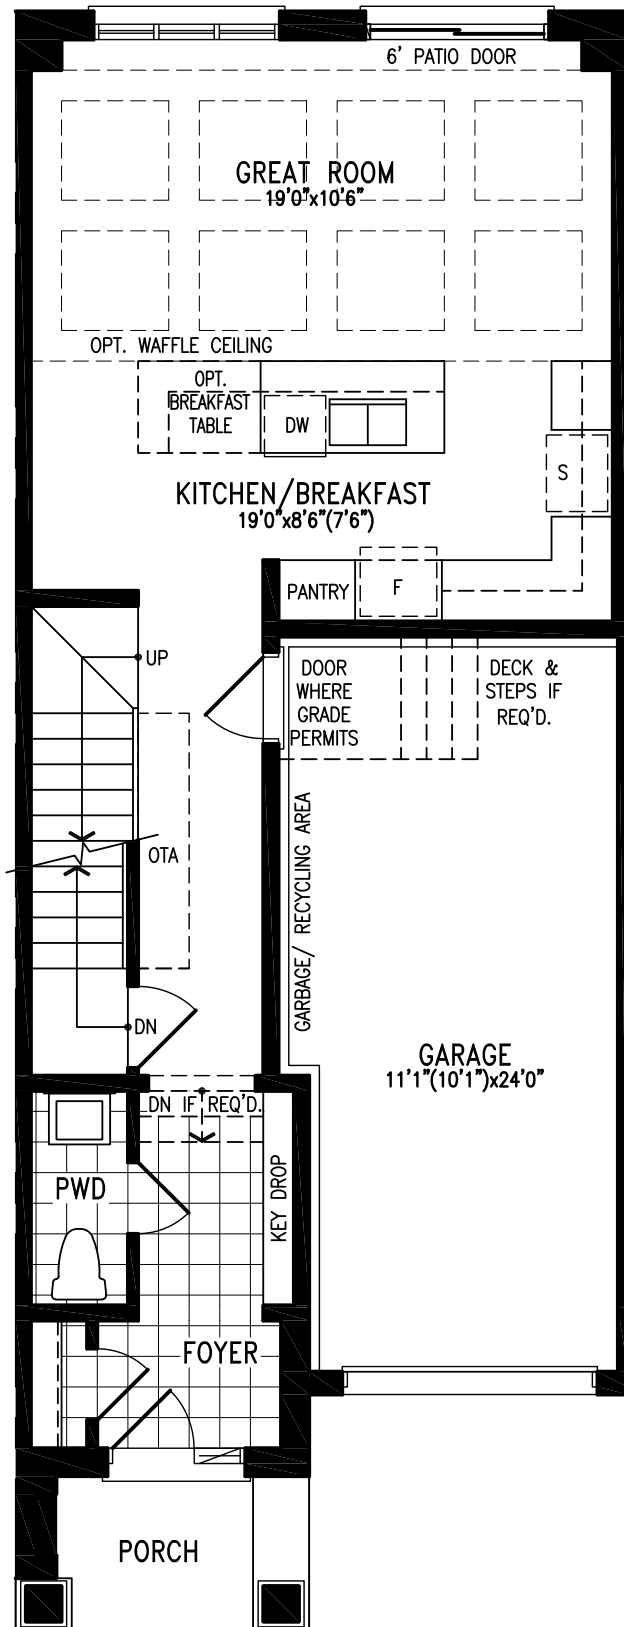 6' PATIO DOOR
GREAT ROOM
19'0"x10'6"
OPT. WAFFLE CEILING
OPT.
BREAKFAST
TABLE
DW
S
KITCHEN/BREAKFAST
19'0"x8'6"(7'6")
PANTRY
F
UP
DOOR
WHERE
GRADE
PERMITS
DECK &
STEPS IF
REQ'D.
OTA
GARBAGE/ RECYCLING AREA
DN
GARAGE
11'1"(10'1")x24'0"
DN IF REQ'D.
PWD
KEY DROP
FOYER
PORCH